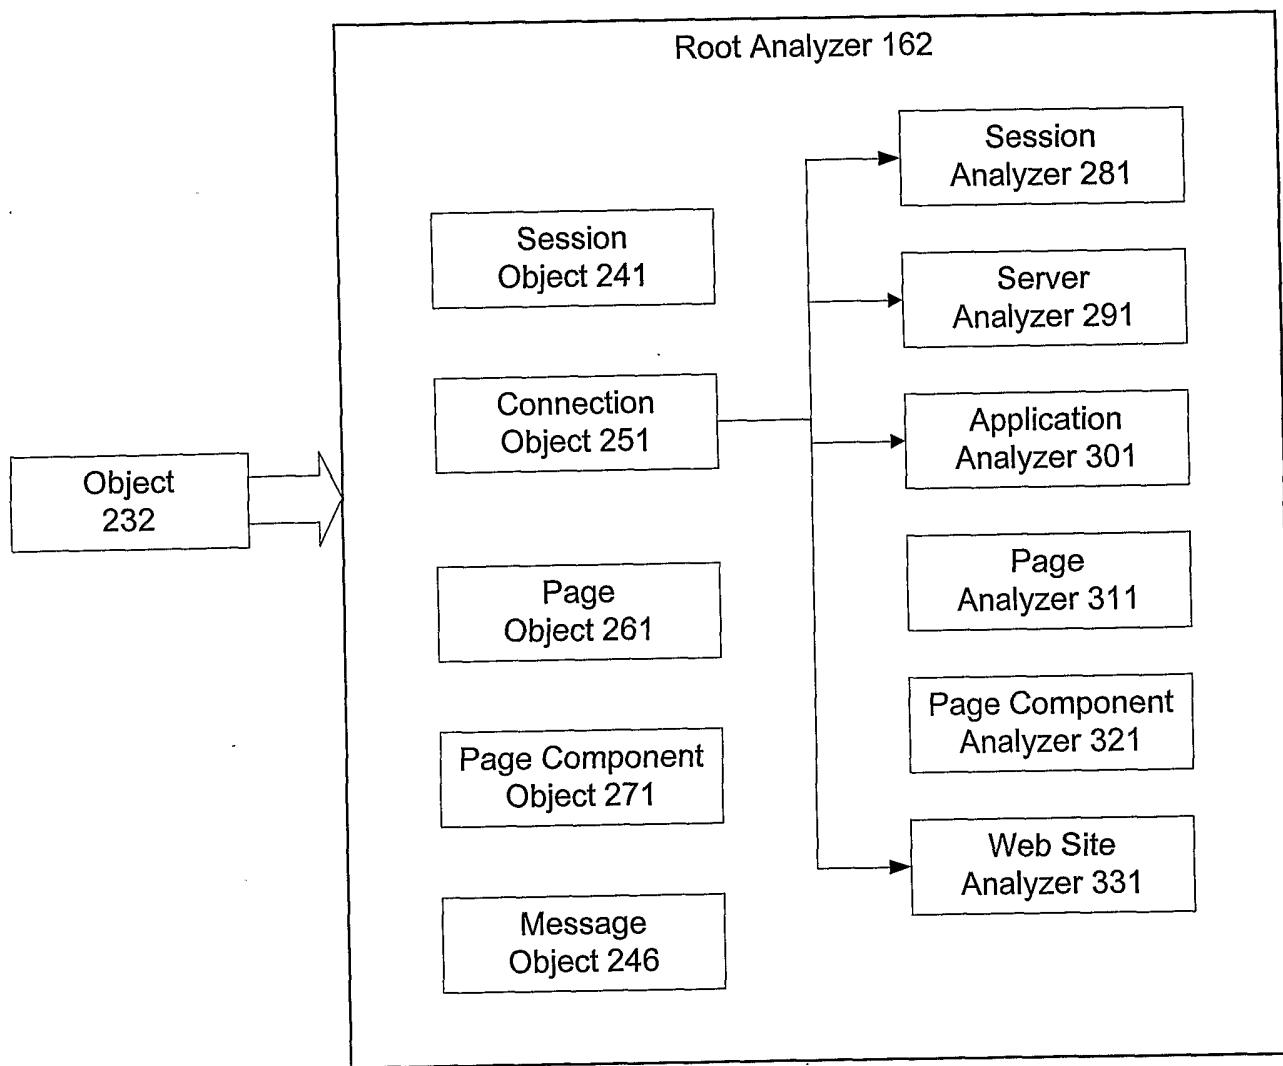 Root Analyzer 162
Object
232
Session
Object 241
Connection
Object 251
Page
Object 261
Page Component
Object 271
Message
Object 246
Session
Analyzer 281
Server
Analyzer 291
Application
Analyzer 301
Page
Analyzer 311
Page Component
Analyzer 321
Web Site
Analyzer 331